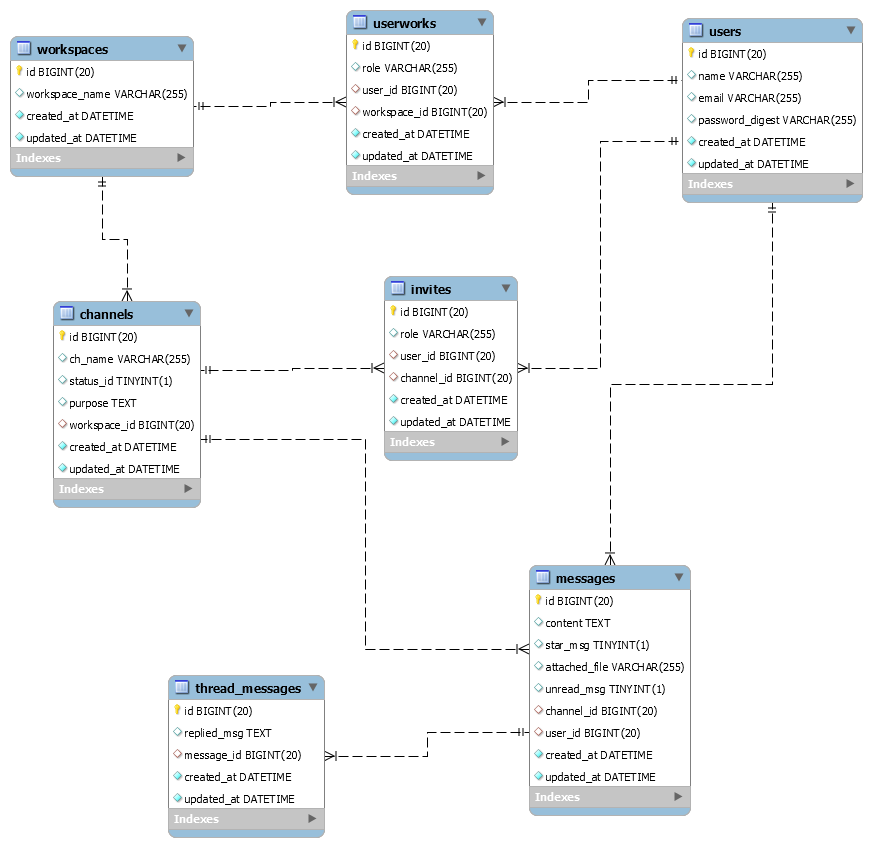 workspaces
id BIGINT(20)
workspace_name VARCHAR(255)
created_at DATETIME
updated_at DATETIME
Indexes
userworks
id BIGINT(20)
role VARCHAR(255)
user_id BIGINT(20)
workspace_id BIGINT(20)
created_at DATETIME
updated_at DATETIME
Indexes
users
id BIGINT(20)
name VARCHAR(255)
email VARCHAR(255)
password_digest VARCHAR(255)
created_at DATETIME
updated_at DATETIME
Indexes
channels
id BIGINT(20)
ch_name VARCHAR(255)
status_id TINYINT(1)
purpose TEXT
workspace_id BIGINT(20)
created_at DATETIME
updated_at DATETIME
Indexes
invites
id BIGINT(20)
role VARCHAR(255)
user_id BIGINT(20)
channel_id BIGINT(20)
created_at DATETIME
updated_at DATETIME
Indexes
messages
id BIGINT(20)
content TEXT
star_msg TINYINT(1)
attached_file VARCHAR(255)
unread_msg TINYINT(1)
channel_id BIGINT(20)
user_id BIGINT(20)
created_at DATETIME
updated_at DATETIME
Indexes
thread_messages
id BIGINT(20)
replied_msg TEXT
message_id BIGINT(20)
created_at DATETIME
updated_at DATETIME
Indexes